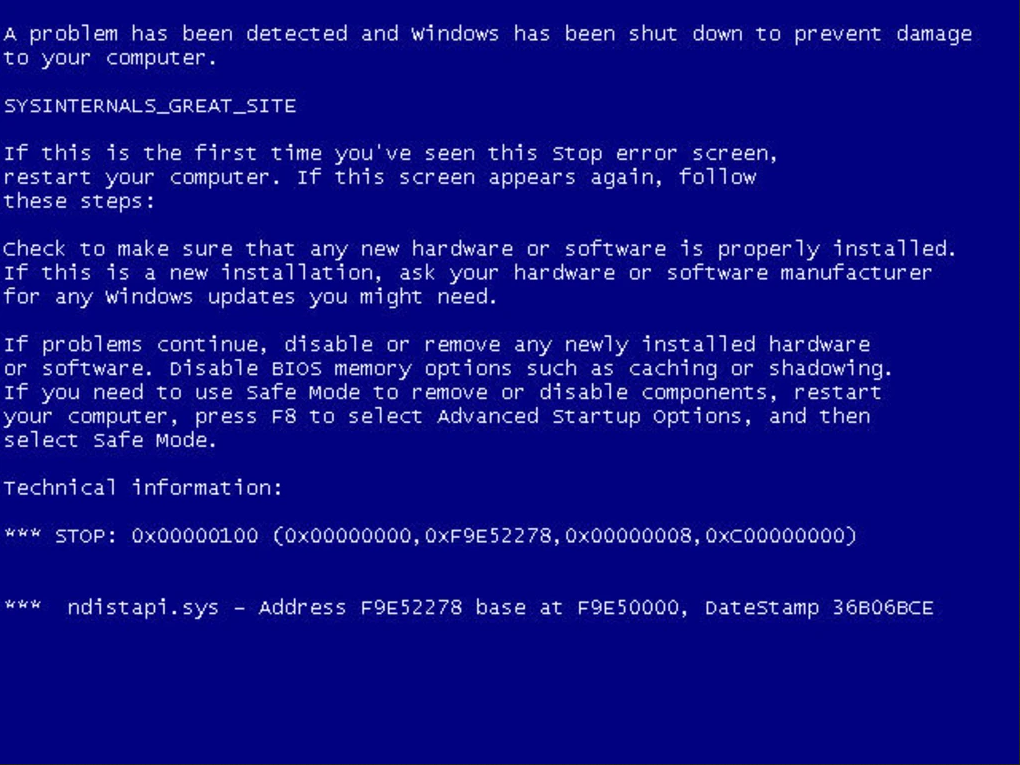 A problem has been detected and Windows has been shut down to prevent damage
to your computer.
SYSINTERNALS_GREAT_SITE
If this is the first time you've seen this Stop error screen,
restart your computer. If this screen appears again, follow
these steps:
Check to make sure that any new hardware or software is properly installed.
If this is a new installation, ask your hardware or software manufacturer
for any Windows updates you might need.
If problems continue, disable or remove any newly installed hardware
or software. Disable BIOS memory options such as caching or shadowing.
If you need to use Safe Mode to remove or disable components, restart
your computer, press F8 to select Advanced Startup Options, and then
select Safe Mode.
Technical information:
*** STOP: 0x00000100 (0x00000000,0xF9E52278,0x00000008,0xC00000000)
***  ndistapi.sys – Address F9E52278 base at F9E50000, DateStamp 36B06BCE